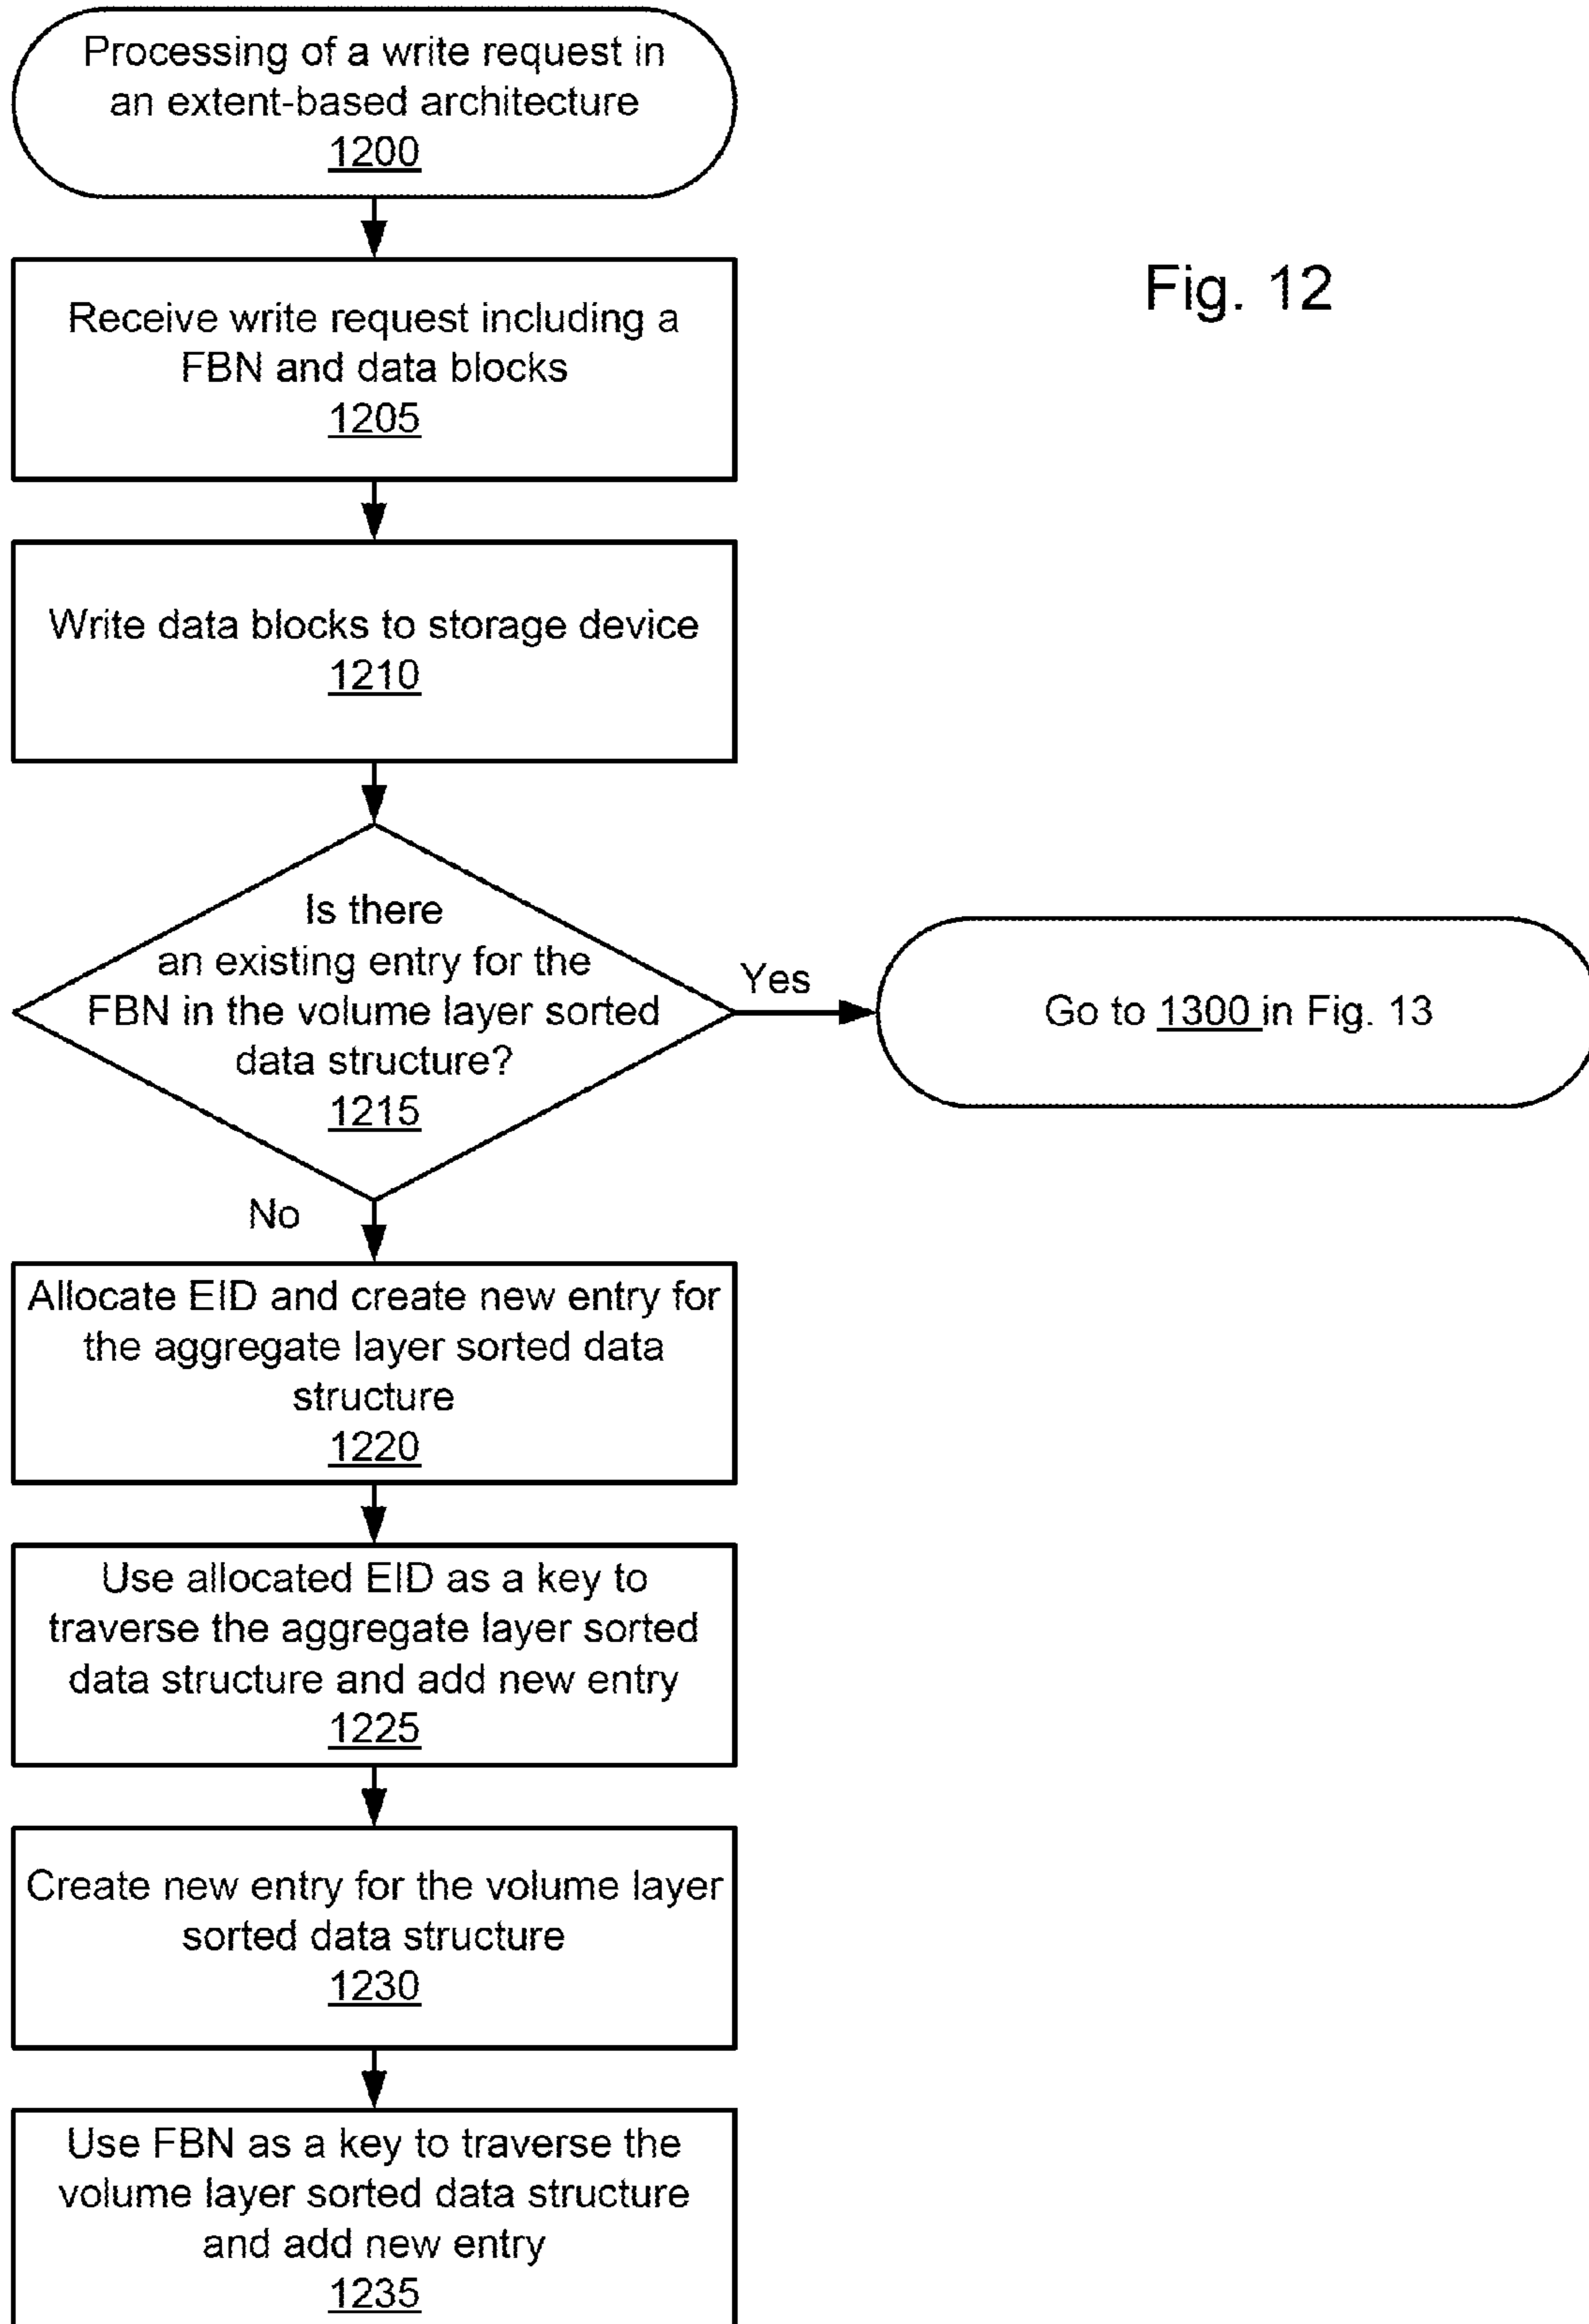 Processing of a write request in
an extent-based architecture
1200
Fig. 12
Receive write request including a
FBN and data blocks
1205
Write data blocks to storage device
1210
Is there
an existing entry for the
FBN in the volume layer sorted
data structure?
1215
Yes
Go to 1300 in Fig. 13
No
Allocate EID and create new entry for
the aggregate layer sorted data
structure
1220
Use allocated EID as a key to
traverse the aggregate layer sorted
data structure and add new entry
1225
Create new entry for the volume layer
sorted data structure
1230
Use FBN as a key to traverse the
volume layer sorted data structure
and add new entry
1235